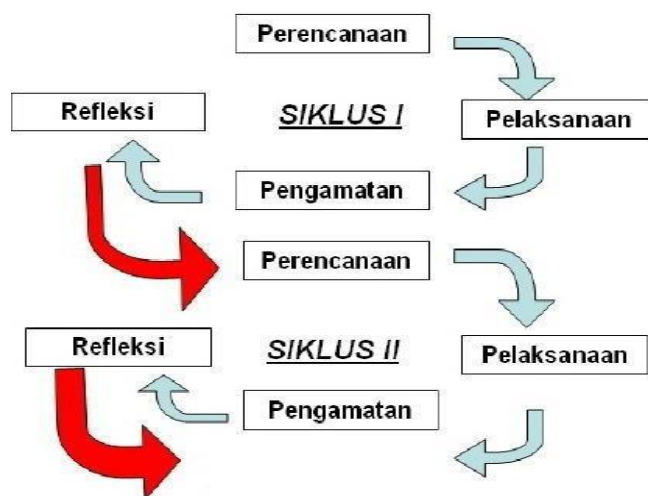 Perencanaan
Refleksi
SIKLUS I
Pelaksanaan
Pengamatan
Perencanaan
Refleksi
SIKLUS II
Pelaksanaan
Pengamatan